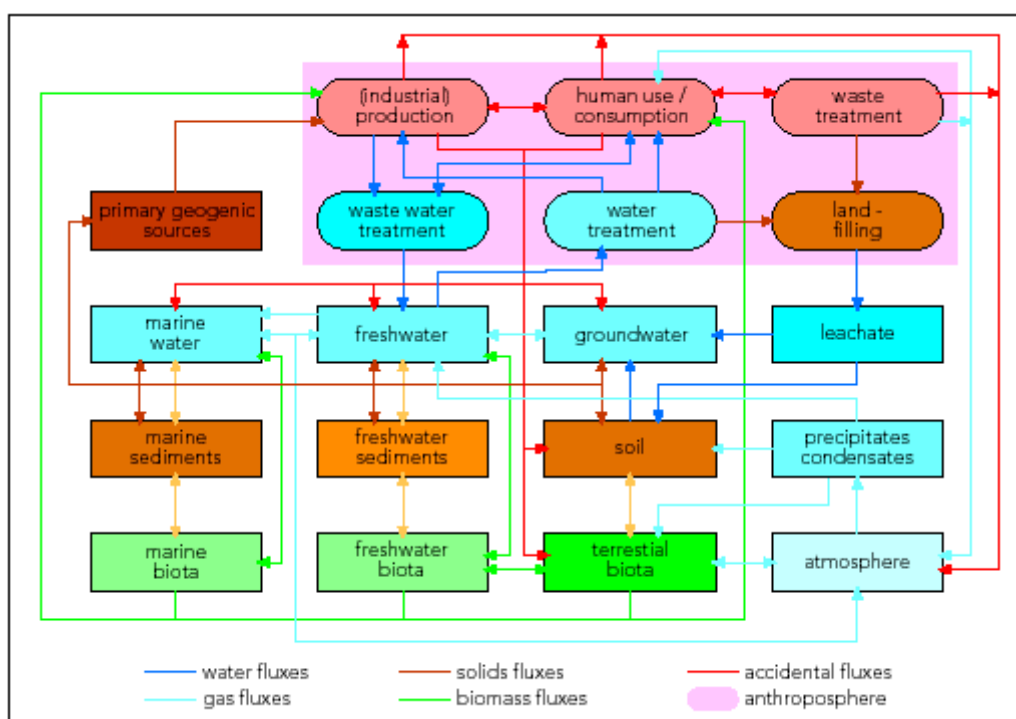 (industrial)
production
human use /
consumption
waste
treatment
primary geogenic
sources
waste water
treatment
water
treatment
land -
filling
marine
water
freshwater
groundwater
leachate
marine
sediments
freshwater
sediments
soil
precipitates
condensates
marine
biota
freshwater
biota
terrestial
biota
atmosphere
water fluxes
solids fluxes
accidental fluxes
gas fluxes
biomass fluxes
anthroposphere